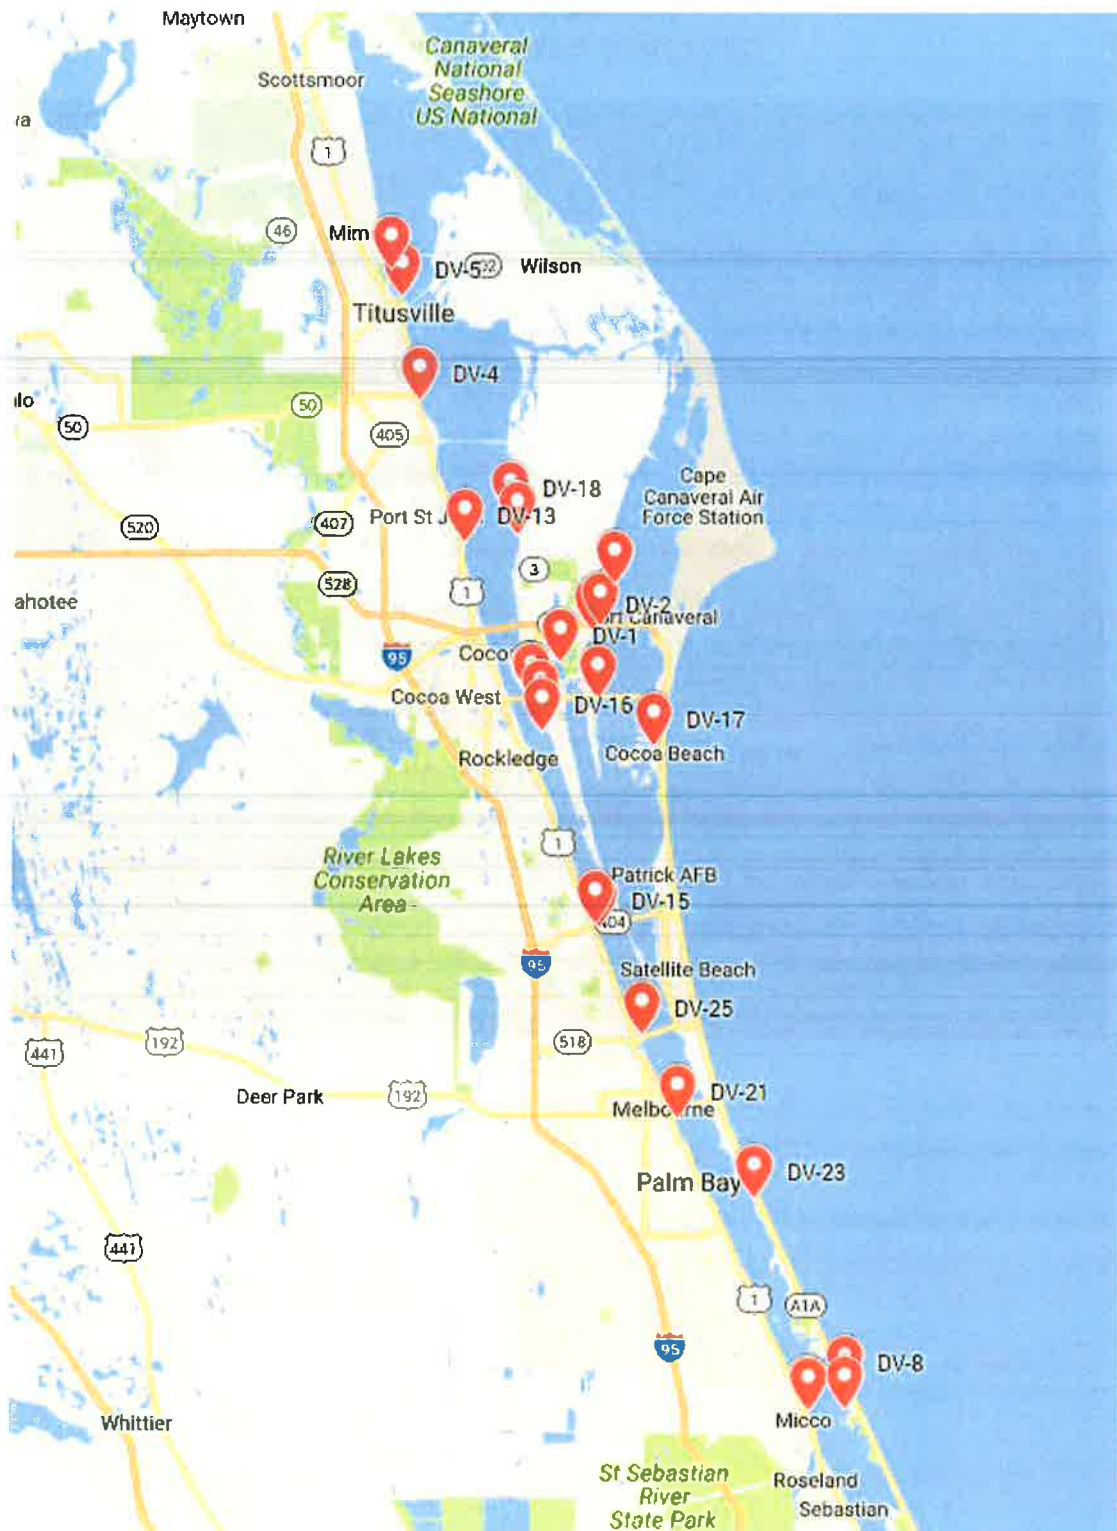 Maytown
Scottsmoor
Canaveral
National
Seashore
US National
1
46
Mim
DV-5
Wilson
Titusville
DV-4
50
50
405
DV-18
Cape
Canaveral Air
Force Station
Port St J
DV-13
520
407
3
528
1
ahotee
DV-2
ort Canaveral
DV-1
95
Coco
Cocoa West
DV-16
DV-17
Rockledge
Cocoa Beach
1
River Lakes
Conservation
Area
Patrick AFB
DV-15
404
95
Satellite Beach
DV-25
441
192
518
Deer Park
192
DV-21
Melbourne
Palm Bay
DV-23
441
1
A1A
95
DV-8
Whittier
Micco
St Sebastian
River
State Park
Roseland
Sebastian